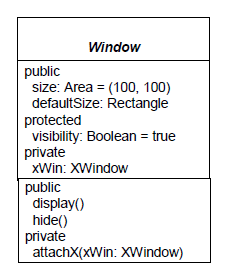 Window
public
size: Area = (100, 100)
defaultSize: Rectangle
protected
visibility: Boolean = true
private
xWin: XWindow
public
display()
hide()
private
attachX(xWin: XWindow)